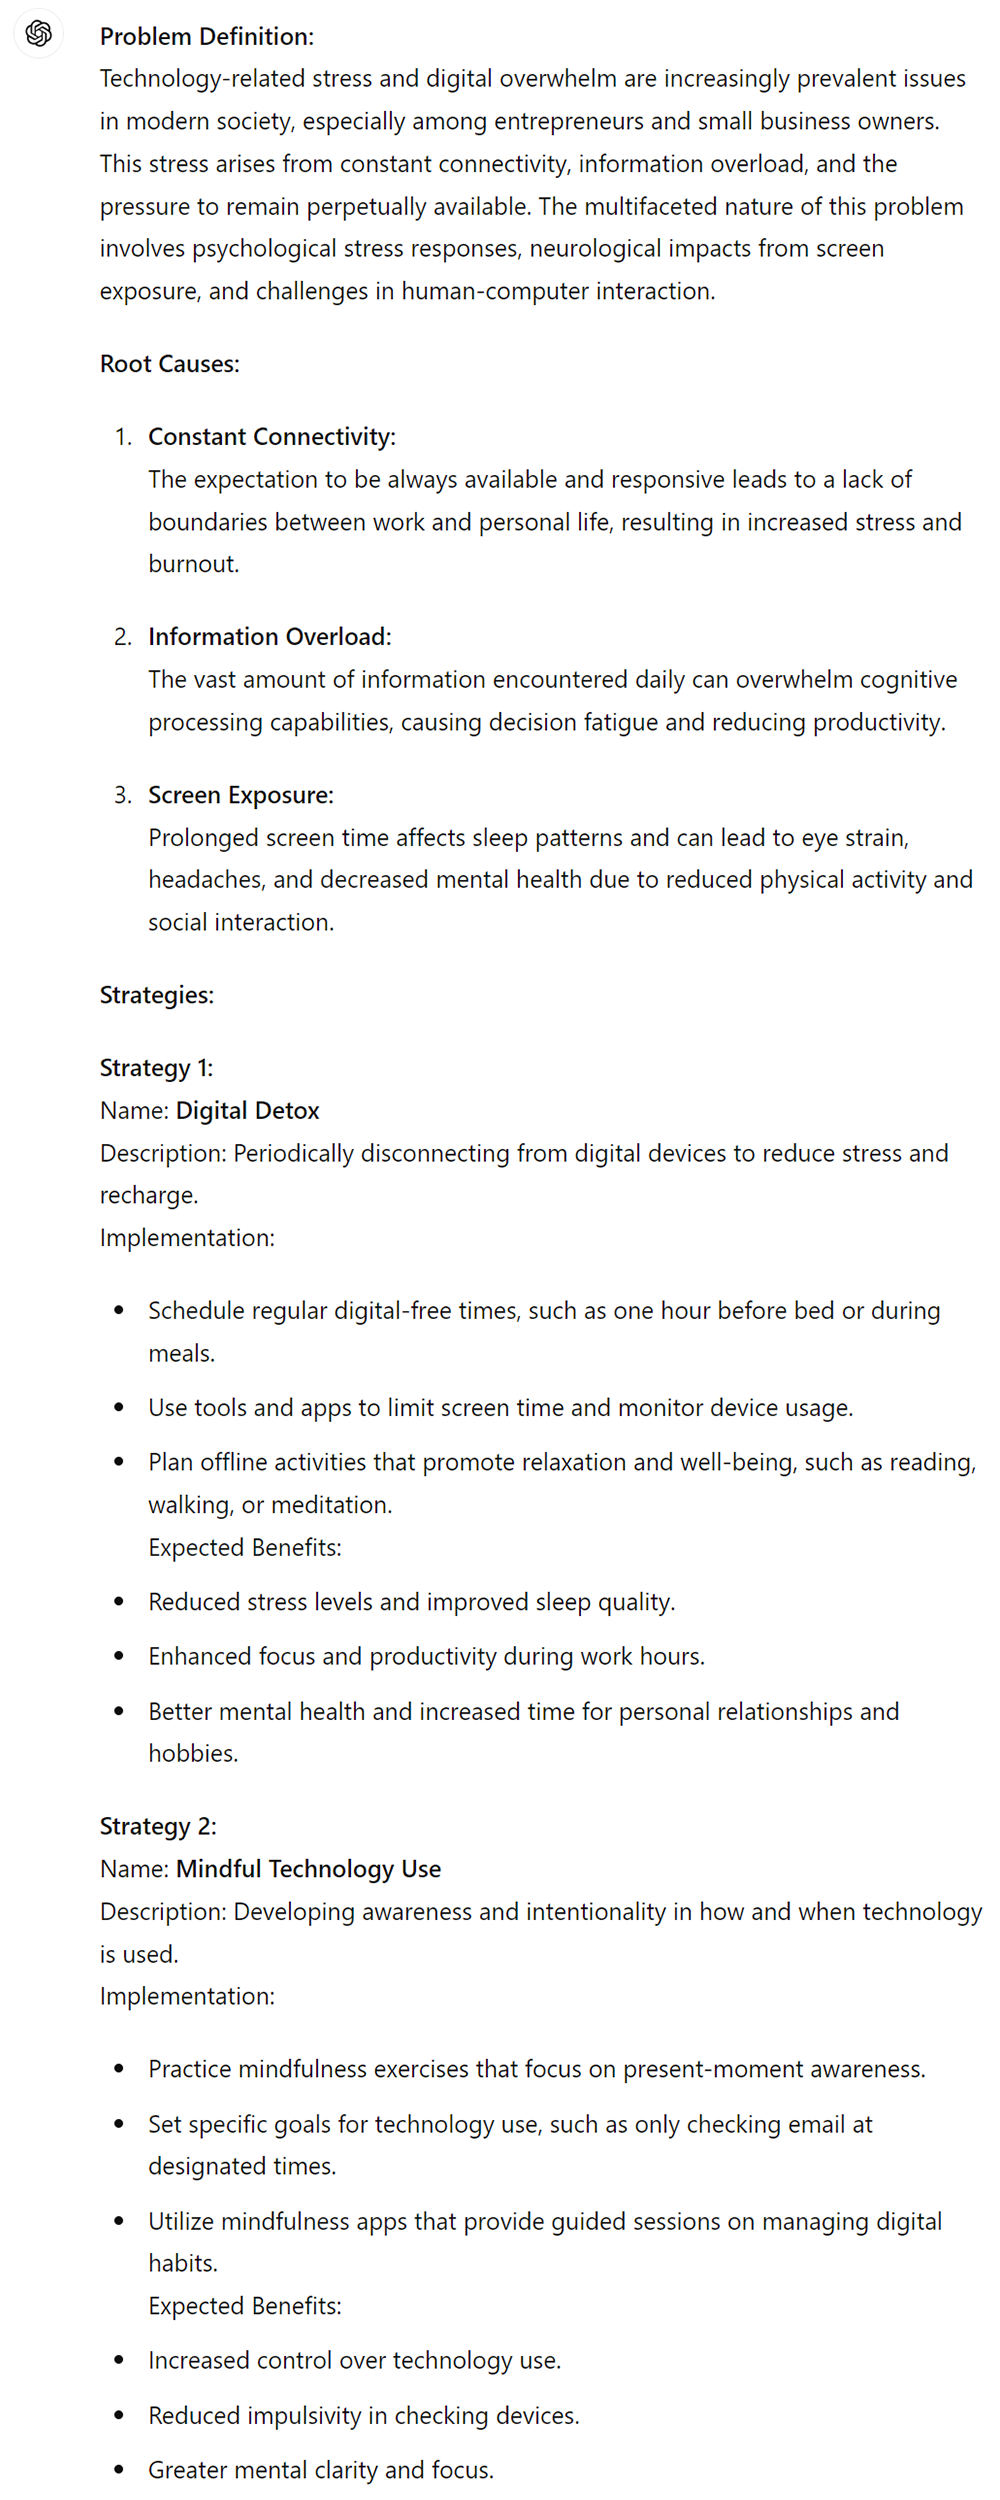 Problem Definition:
Technology-related stress and digital overwhelm are increasingly prevalent issues
in modern society, especially among entrepreneurs and small business owners.
This stress arises from constant connectivity, information overload, and the
pressure to remain perpetually available. The multifaceted nature of this problem
involves psychological stress responses, neurological impacts from screen
exposure, and challenges in human-computer interaction.
Root Causes:
1. Constant Connectivity:
The expectation to be always available and responsive leads to a lack of
boundaries between work and personal life, resulting in increased stress and
burnout.
2. Information Overload:
The vast amount of information encountered daily can overwhelm cognitive
processing capabilities, causing decision fatigue and reducing productivity.
3. Screen Exposure:
Prolonged screen time affects sleep patterns and can lead to eye strain,
headaches, and decreased mental health due to reduced physical activity and
social interaction.
Strategies:
Strategy 1:
Name: Digital Detox
Description: Periodically disconnecting from digital devices to reduce stress and
recharge.
Implementation:
• Schedule regular digital-free times, such as one hour before bed or during
meals.
• Use tools and apps to limit screen time and monitor device usage.
• Plan offline activities that promote relaxation and well-being, such as reading,
walking, or meditation.
Expected Benefits:
• Reduced stress levels and improved sleep quality.
• Enhanced focus and productivity during work hours.
• Better mental health and increased time for personal relationships and
hobbies.
Strategy 2:
Name: Mindful Technology Use
Description: Developing awareness and intentionality in how and when technology
is used.
Implementation:
• Practice mindfulness exercises that focus on present-moment awareness.
• Set specific goals for technology use, such as only checking email at
designated times.
• Utilize mindfulness apps that provide guided sessions on managing digital
habits.
Expected Benefits:
• Increased control over technology use.
• Reduced impulsivity in checking devices.
• Greater mental clarity and focus.